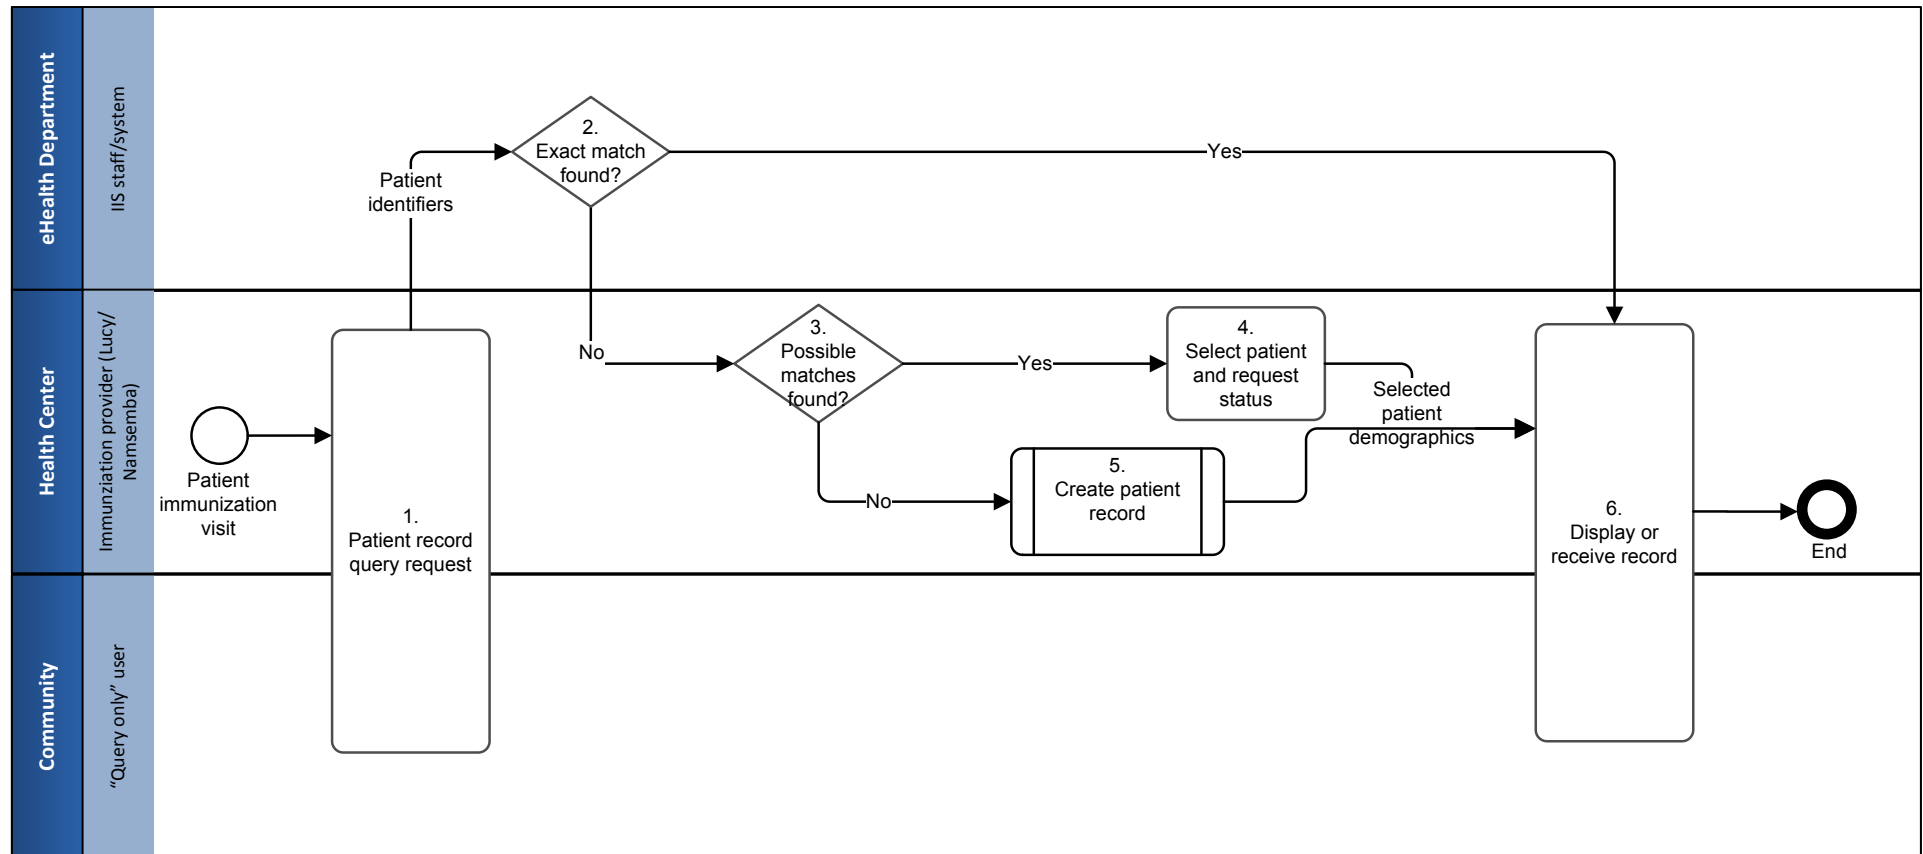 eHealth Department
IIS staff/system
2.
Exact match
found?
Yes
Patient
identifiers
No
Health Center
Immunziation provider (Lucy/
Namsemba)
Patient
immunization
visit
1.
Patient record
query request
3.
Possible
matches
found?
Yes
4.
Select patient
and request
status
Selected
patient
demographics
No
5.
Create patient
record
6.
Display or
receive record
End
Community
“Query only” user